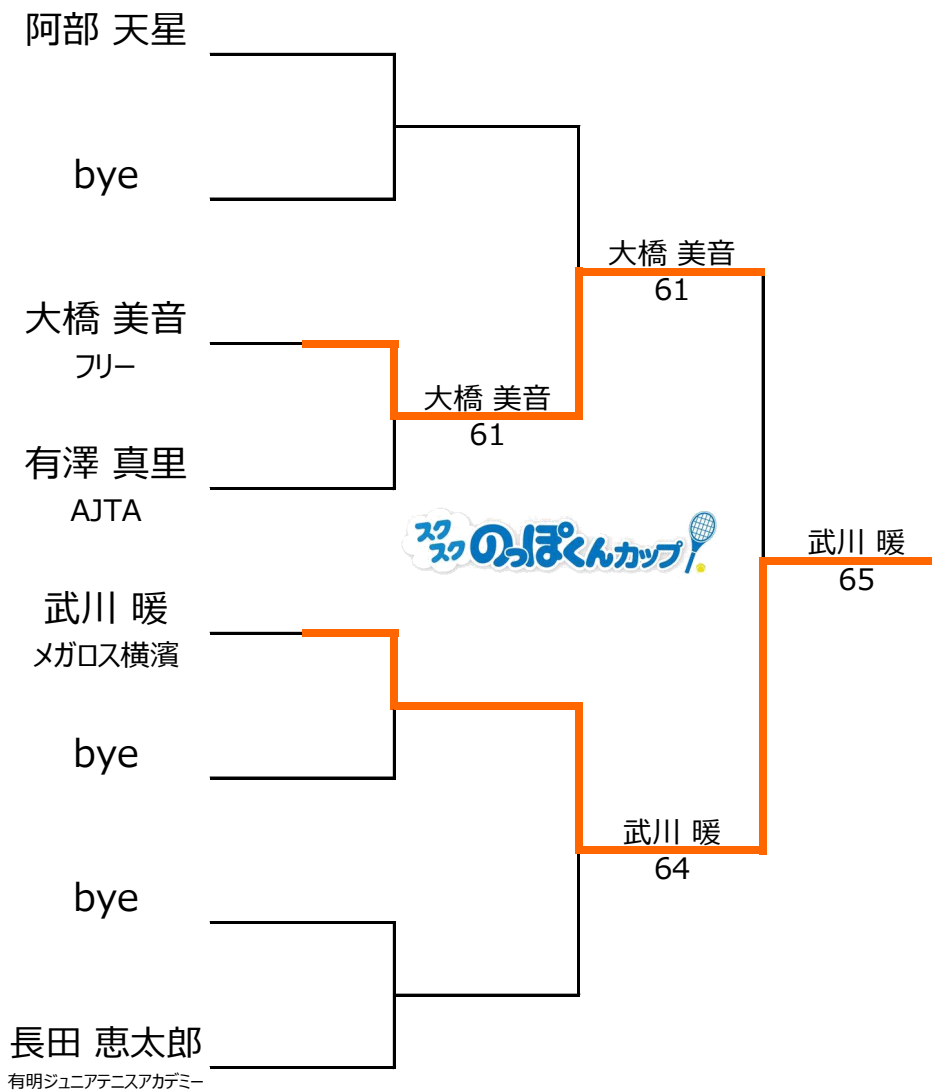 阿部 天星
bye
大橋 美音
61
大橋 美音
フリー
大橋 美音
61
有澤 真里
AJTA
スクスク のっぽくんカップ
武川 暖
65
武川 暖
メガロス横濱
bye
武川 暖
64
bye
長田 恵太郎
有明ジュニアテニスアカデミー